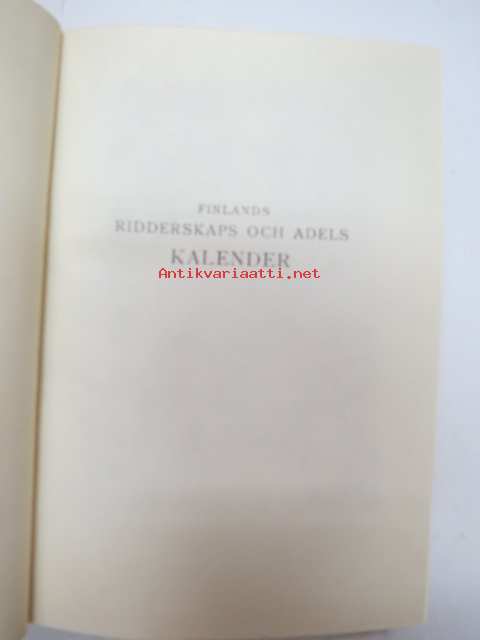 FINLANDS
RIDDERSKAPS OCH ADELS
KALENDER
Antikvariaatti.net